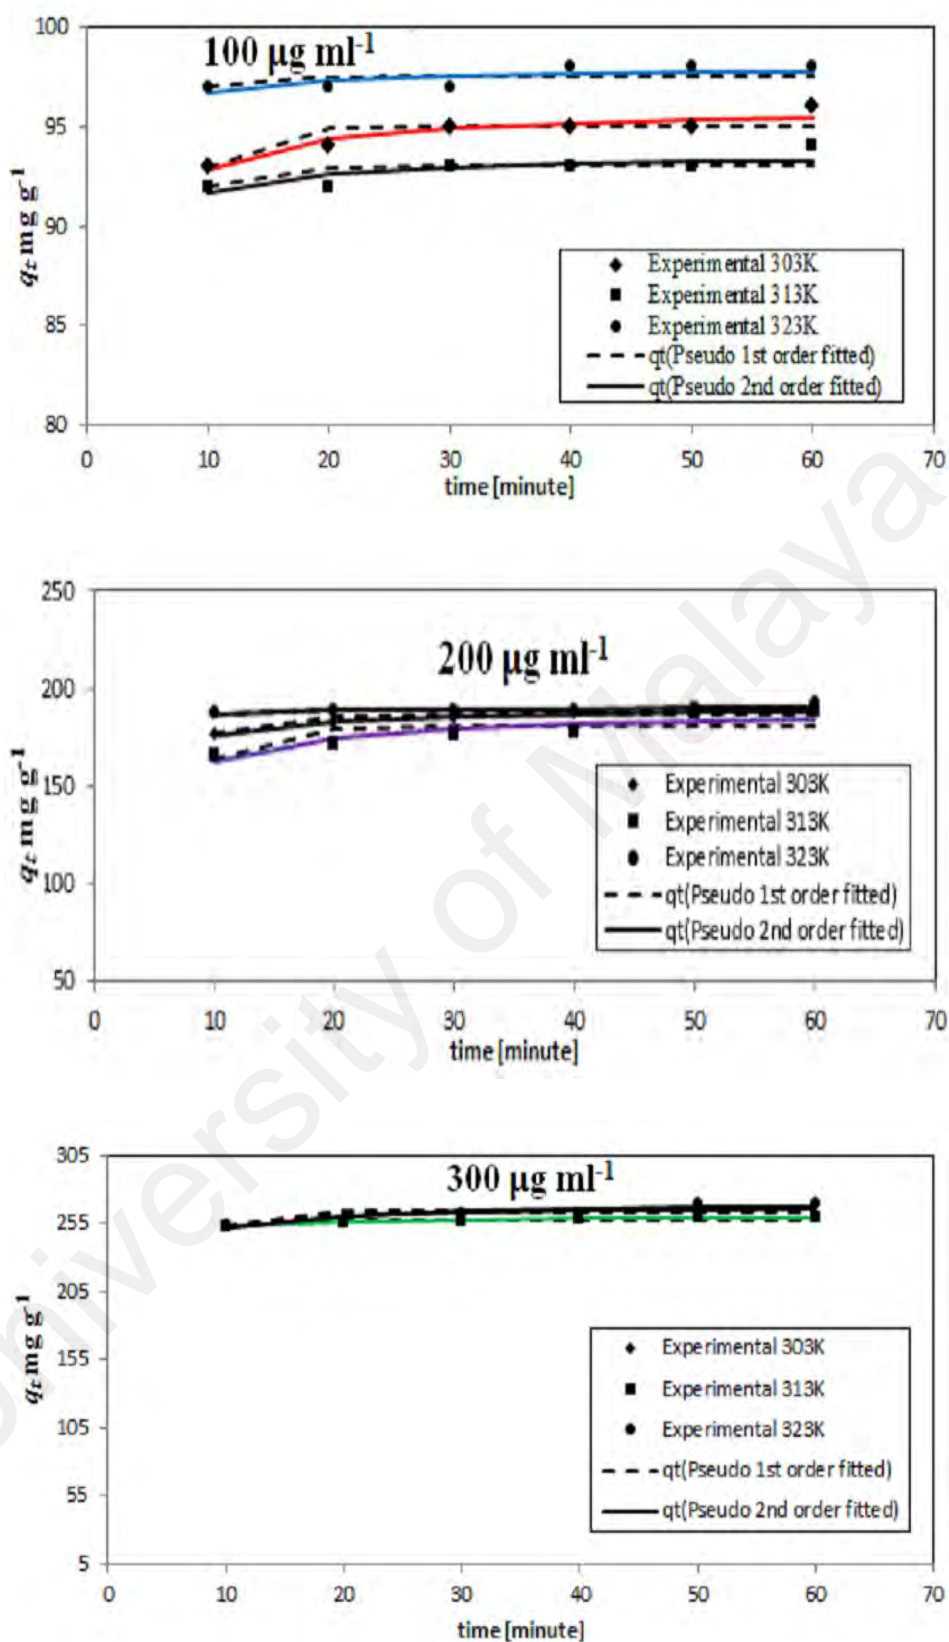 100 µg ml-1
100
95
90
85
80
qt mg g-1
Experimental 303K
Experimental 313K
Experimental 323K
qt(Pseudo 1st order fitted)
qt(Pseudo 2nd order fitted)
0 10 20 30 40 50 60 70
time [minute]
200 µg ml-1
250
200
150
100
50
qt mg g-1
Experimental 303K
Experimental 313K
Experimental 323K
qt(Pseudo 1st order fitted)
qt(Pseudo 2nd order fitted)
0 10 20 30 40 50 60 70
time [minute]
300 µg ml-1
305
255
205
155
105
55
5
qt mg g-1
Experimental 303K
Experimental 313K
Experimental 323K
qt(Pseudo 1st order fitted)
qt(Pseudo 2nd order fitted)
0 10 20 30 40 50 60 70
time [minute]
University of Malaya